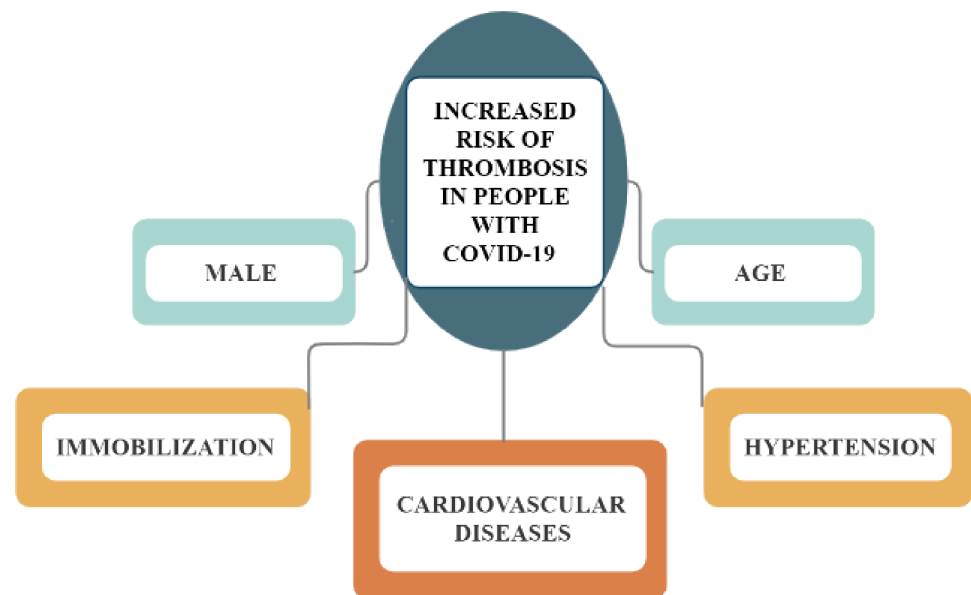 INCREASED
RISK OF
THROMBOSIS
IN PEOPLE
WITH
COVID-19
MALE
AGE
IMMOBILIZATION
HYPERTENSION
CARDIOVASCULAR
DISEASES